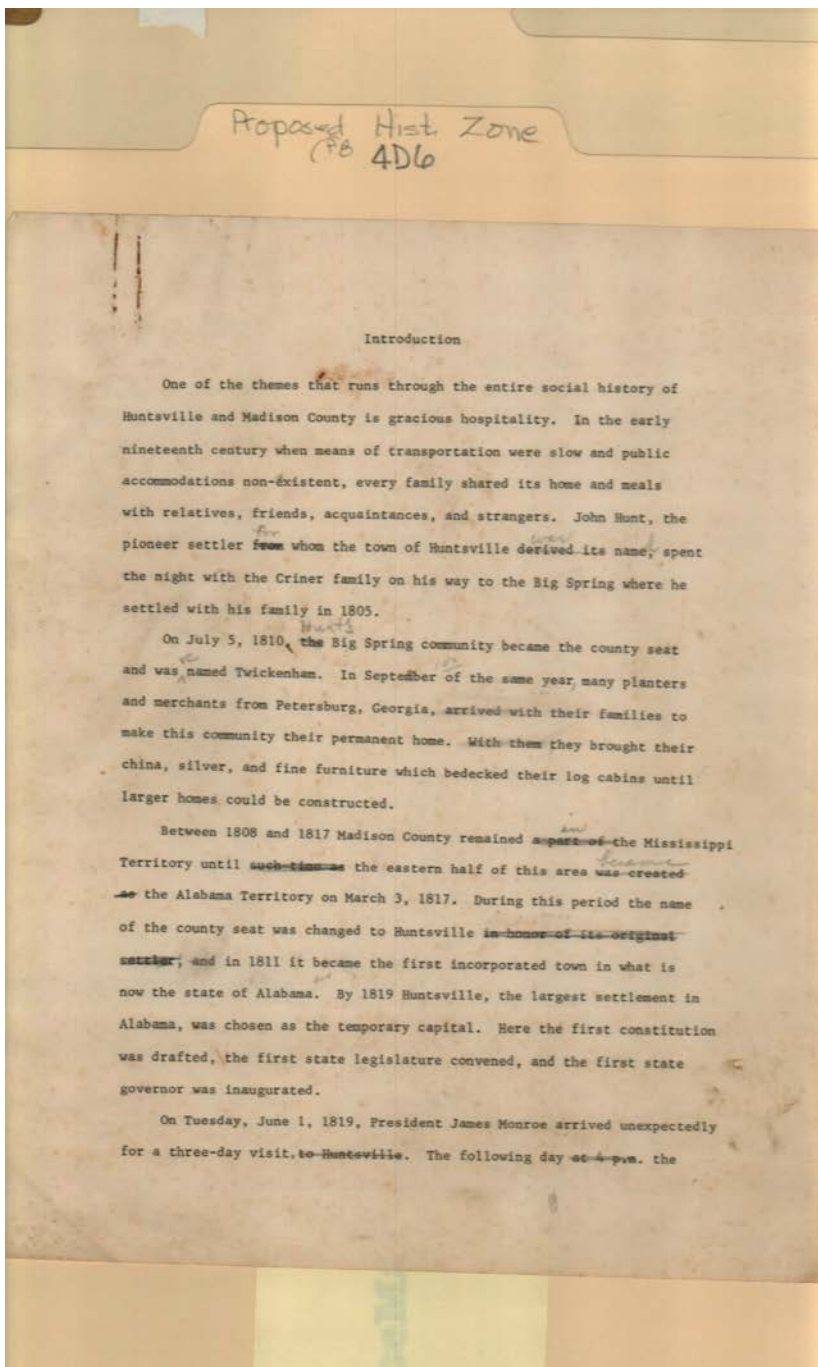 Proposed Hist. Zone
4D6
Introduction
One of the themes that runs through the entire social history of
Huntsville and Madison County is gracious hospitality. In the early
nineteenth century when means of transportation were slow and public
accommodations non-existent, every family shared its home and meals
with relatives, friends, acquaintances, and strangers. John Hunt, the
for
was
pioneer settler from whom the town of Huntsville derived its name, spent
the night with the Criner family on his way to the Big Spring where he
settled with his family in 1805.
Hunt's
On July 5, 1810, the Big Spring community became the county seat
and was named Twickenham. In September of the same year, many planters
and merchants from Petersburg, Georgia, arrived with their families to
make this community their permanent home. With them they brought their
china, silver, and fine furniture which bedecked their log cabins until
larger homes could be constructed.
in
Between 1808 and 1817 Madison County remained a part of the Mississippi
became
Territory until such time as the eastern half of this area was created
as the Alabama Territory on March 3, 1817. During this period the name
of the county seat was changed to Huntsville in honor of its original
settler, and in 1811 it became the first incorporated town in what is
now the state of Alabama. By 1819 Huntsville, the largest settlement in
Alabama, was chosen as the temporary capital. Here the first constitution
was drafted, the first state legislature convened, and the first state
governor was inaugurated.
On Tuesday, June 1, 1819, President James Monroe arrived unexpectedly
for a three-day visit to Huntsville. The following day at 4 p.m. the